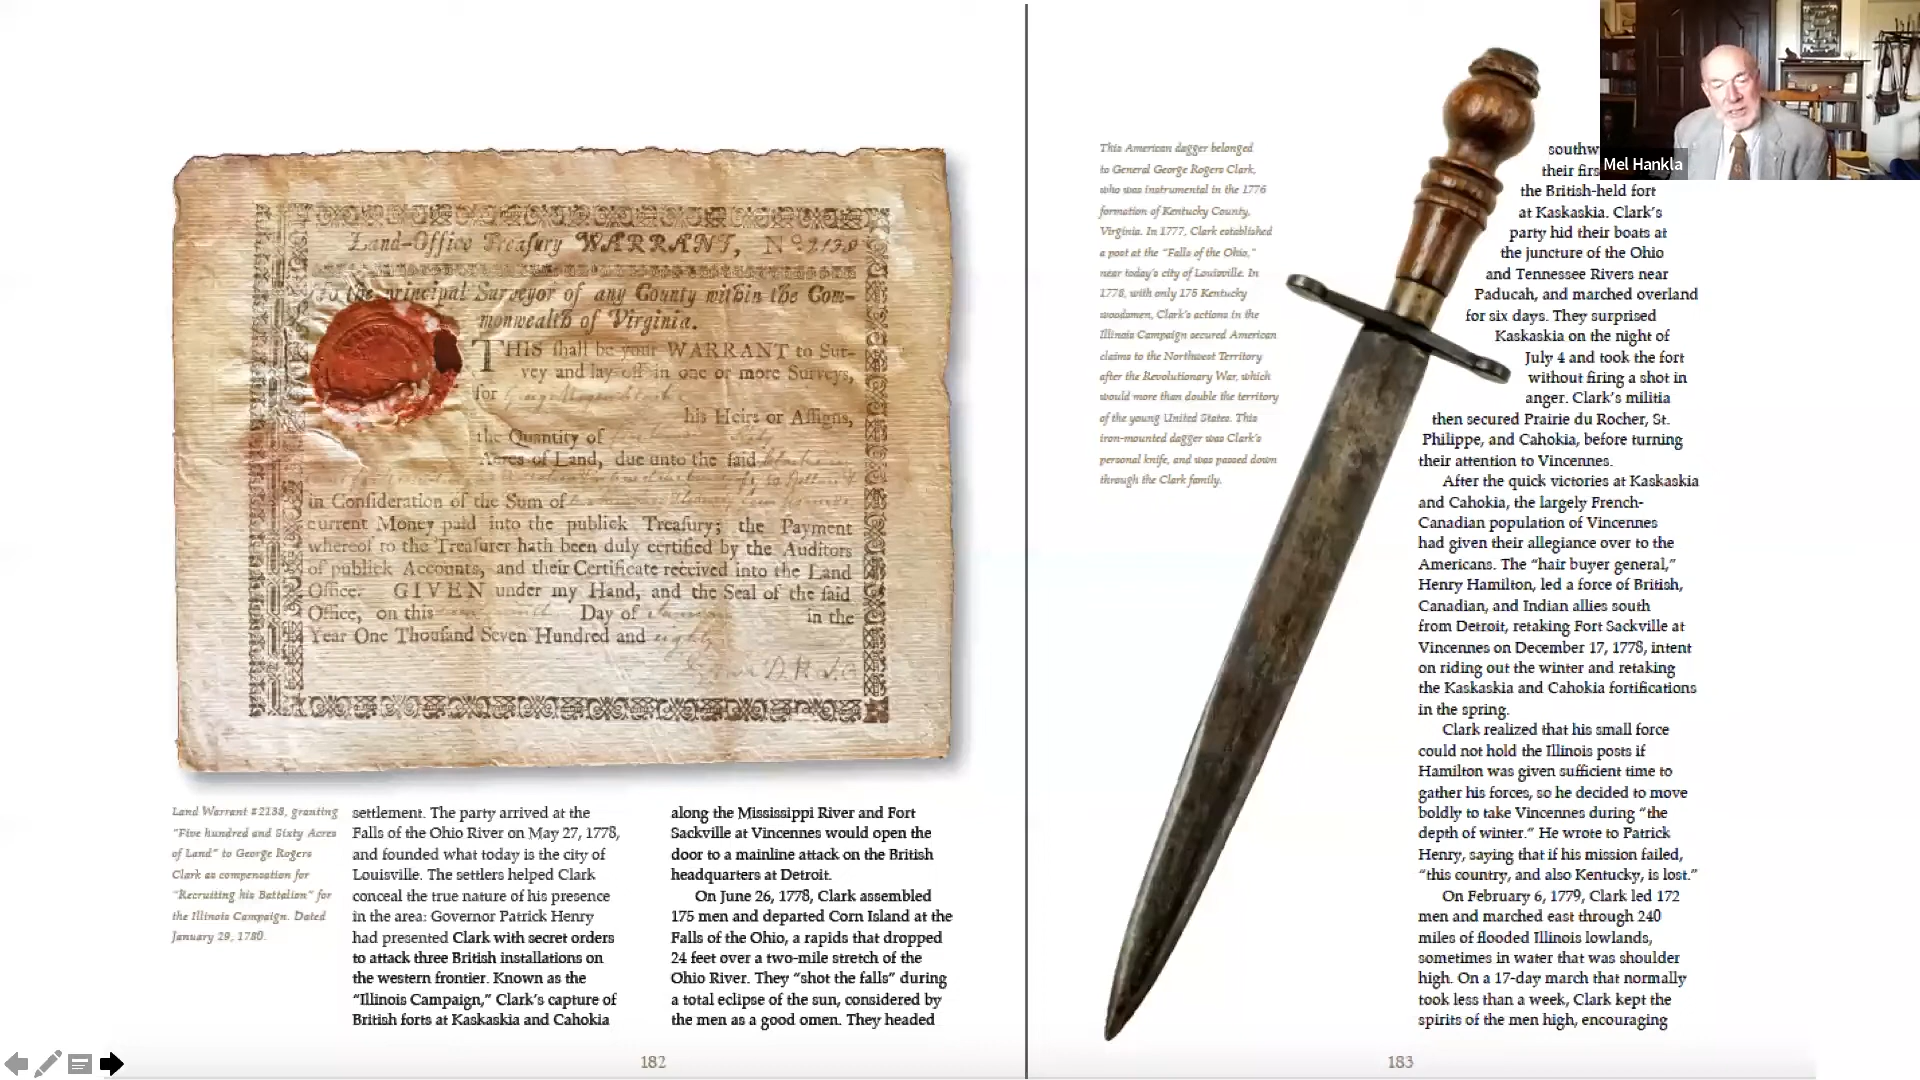 Land-Office Treasury WARRANT, No 2138
To the principal Surveyor of any County within the Com-
monwealth of Virginia.
THIS shall be your WARRANT to Sur-
vey and lay off in one or more Surveys,
for George Rogers Clark
his Heirs or Assigns,
the Quantity of
Acres of Land, due unto the said
in Consideration of the Sum of
current Money paid into the publick Treasury; the Payment
whereof to the Treasurer hath been duly certified by the Auditors
of publick Accounts, and their Certificate received into the Land
Office. GIVEN under my Hand, and the Seal of the said
Office, on this Day of in the
Year One Thousand Seven Hundred and eighty
Land Warrant #2138, granting
"Five hundred and Sixty Acres
of Land" to George Rogers
Clark as compensation for
"Recruiting his Battalion" for
the Illinois Campaign. Dated
January 29, 1780.
settlement. The party arrived at the
Falls of the Ohio River on May 27, 1778,
and founded what today is the city of
Louisville. The settlers helped Clark
conceal the true nature of his presence
in the area: Governor Patrick Henry
had presented Clark with secret orders
to attack three British installations on
the western frontier. Known as the
"Illinois Campaign," Clark's capture of
British forts at Kaskaskia and Cahokia
along the Mississippi River and Fort
Sackville at Vincennes would open the
door to a mainline attack on the British
headquarters at Detroit.
On June 26, 1778, Clark assembled
175 men and departed Corn Island at the
Falls of the Ohio, a rapids that dropped
24 feet over a two-mile stretch of the
Ohio River. They "shot the falls" during
a total eclipse of the sun, considered by
the men as a good omen. They headed
182
This American dagger belonged
to General George Rogers Clark,
who was instrumental in the 1776
formation of Kentucky County,
Virginia. In 1777, Clark established
a post at the "Falls of the Ohio,"
near today's city of Louisville. In
1778, with only 175 Kentucky
woodsmen, Clark's actions in the
Illinois Campaign secured American
claims to the Northwest Territory
after the Revolutionary War, which
would more than double the territory
of the young United States. This
iron-mounted dagger was Clark's
personal knife, and was passed down
through the Clark family.
southw
their firs
the British-held fort
at Kaskaskia. Clark's
party hid their boats at
the juncture of the Ohio
and Tennessee Rivers near
Paducah, and marched overland
for six days. They surprised
Kaskaskia on the night of
July 4 and took the fort
without firing a shot in
anger. Clark's militia
then secured Prairie du Rocher, St.
Philippe, and Cahokia, before turning
their attention to Vincennes.
After the quick victories at Kaskaskia
and Cahokia, the largely French-
Canadian population of Vincennes
had given their allegiance over to the
Americans. The "hair buyer general,"
Henry Hamilton, led a force of British,
Canadian, and Indian allies south
from Detroit, retaking Fort Sackville at
Vincennes on December 17, 1778, intent
on riding out the winter and retaking
the Kaskaskia and Cahokia fortifications
in the spring.
Clark realized that his small force
could not hold the Illinois posts if
Hamilton was given sufficient time to
gather his forces, so he decided to move
boldly to take Vincennes during "the
depth of winter." He wrote to Patrick
Henry, saying that if his mission failed,
"this country, and also Kentucky, is lost."
On February 6, 1779, Clark led 172
men and marched east through 240
miles of flooded Illinois lowlands,
sometimes in water that was shoulder
high. On a 17-day march that normally
took less than a week, Clark kept the
spirits of the men high, encouraging
183
Mel Hankla